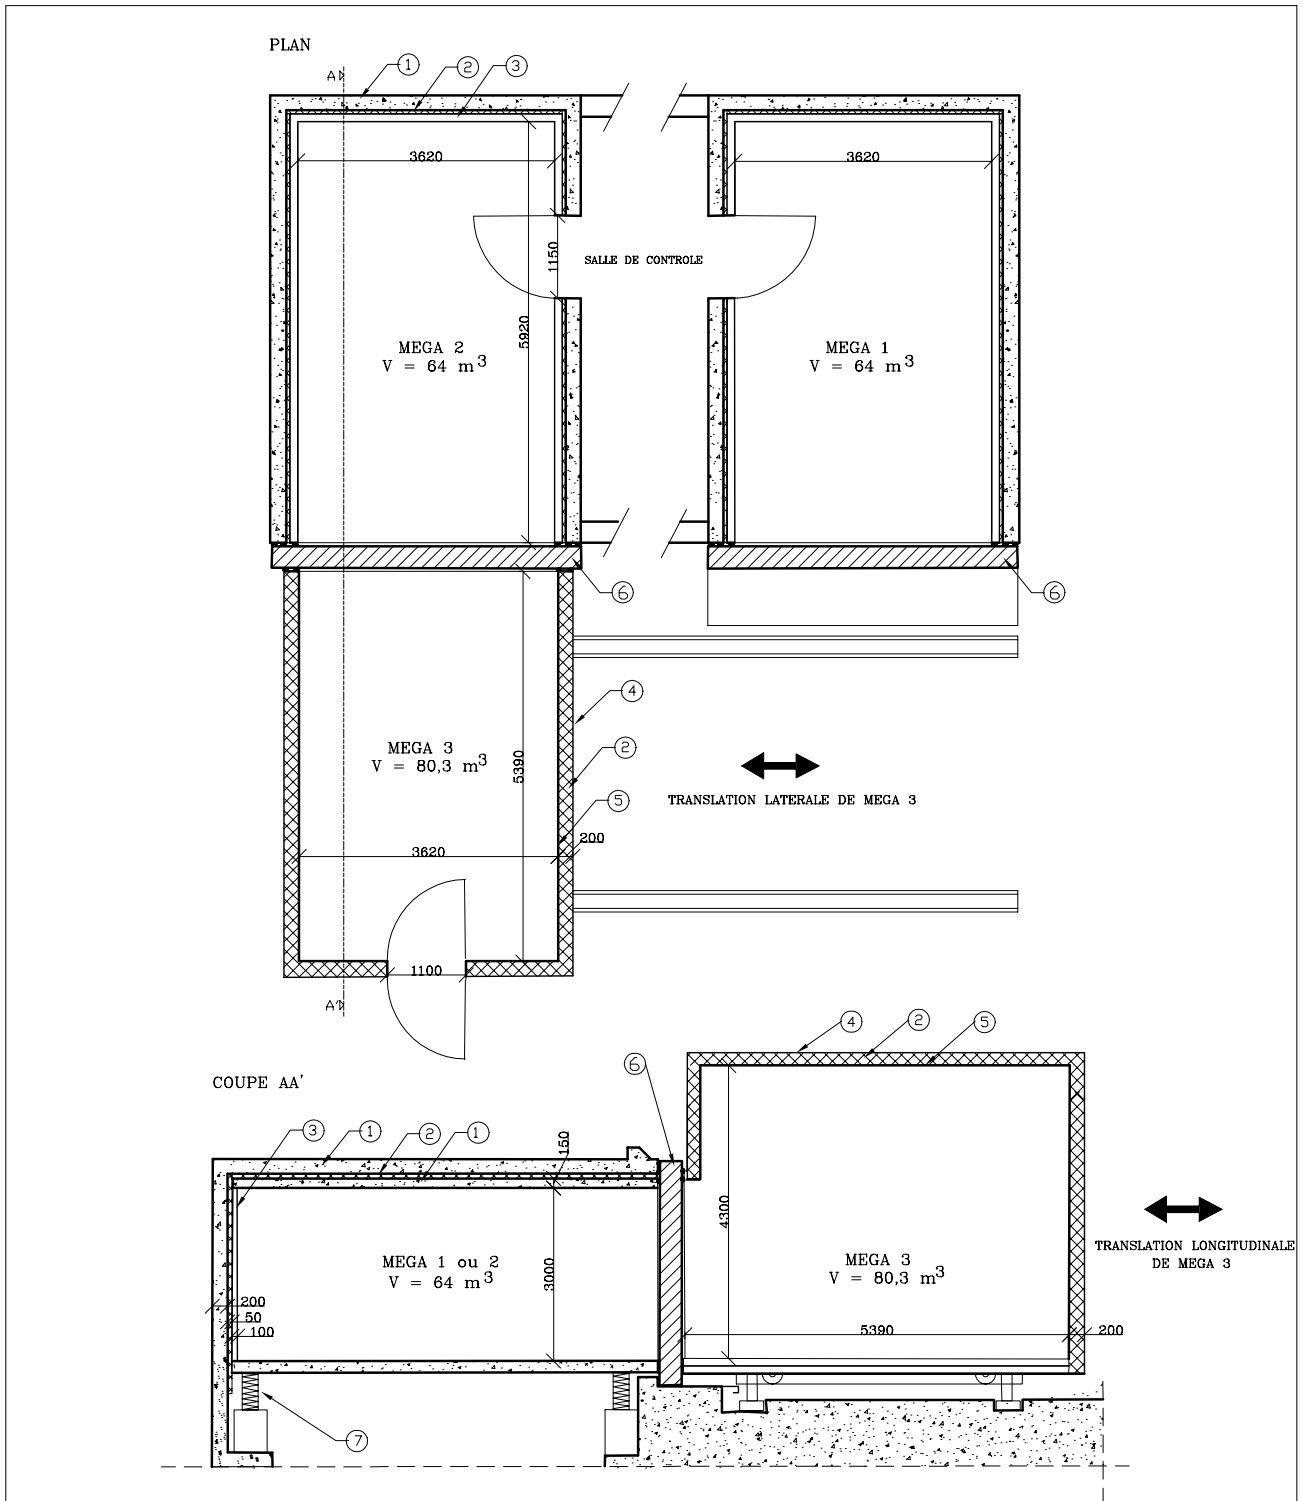 PLAN
A
1
2
3
3620
3620
1150
SALLE DE CONTROLE
5920
MEGA 2
V = 64 m³
MEGA 1
V = 64 m³
6
6
4
MEGA 3
V = 80,3 m³
2
5390
5
TRANSLATION LATERALE DE MEGA 3
200
3620
1100
A'
4
2
5
COUPE AA'
6
3
1
2
1
150
4300
MEGA 1 ou 2
V = 64 m³
3000
MEGA 3
V = 80,3 m³
TRANSLATION LONGITUDINALE
DE MEGA 3
200
50
100
5390
200
7